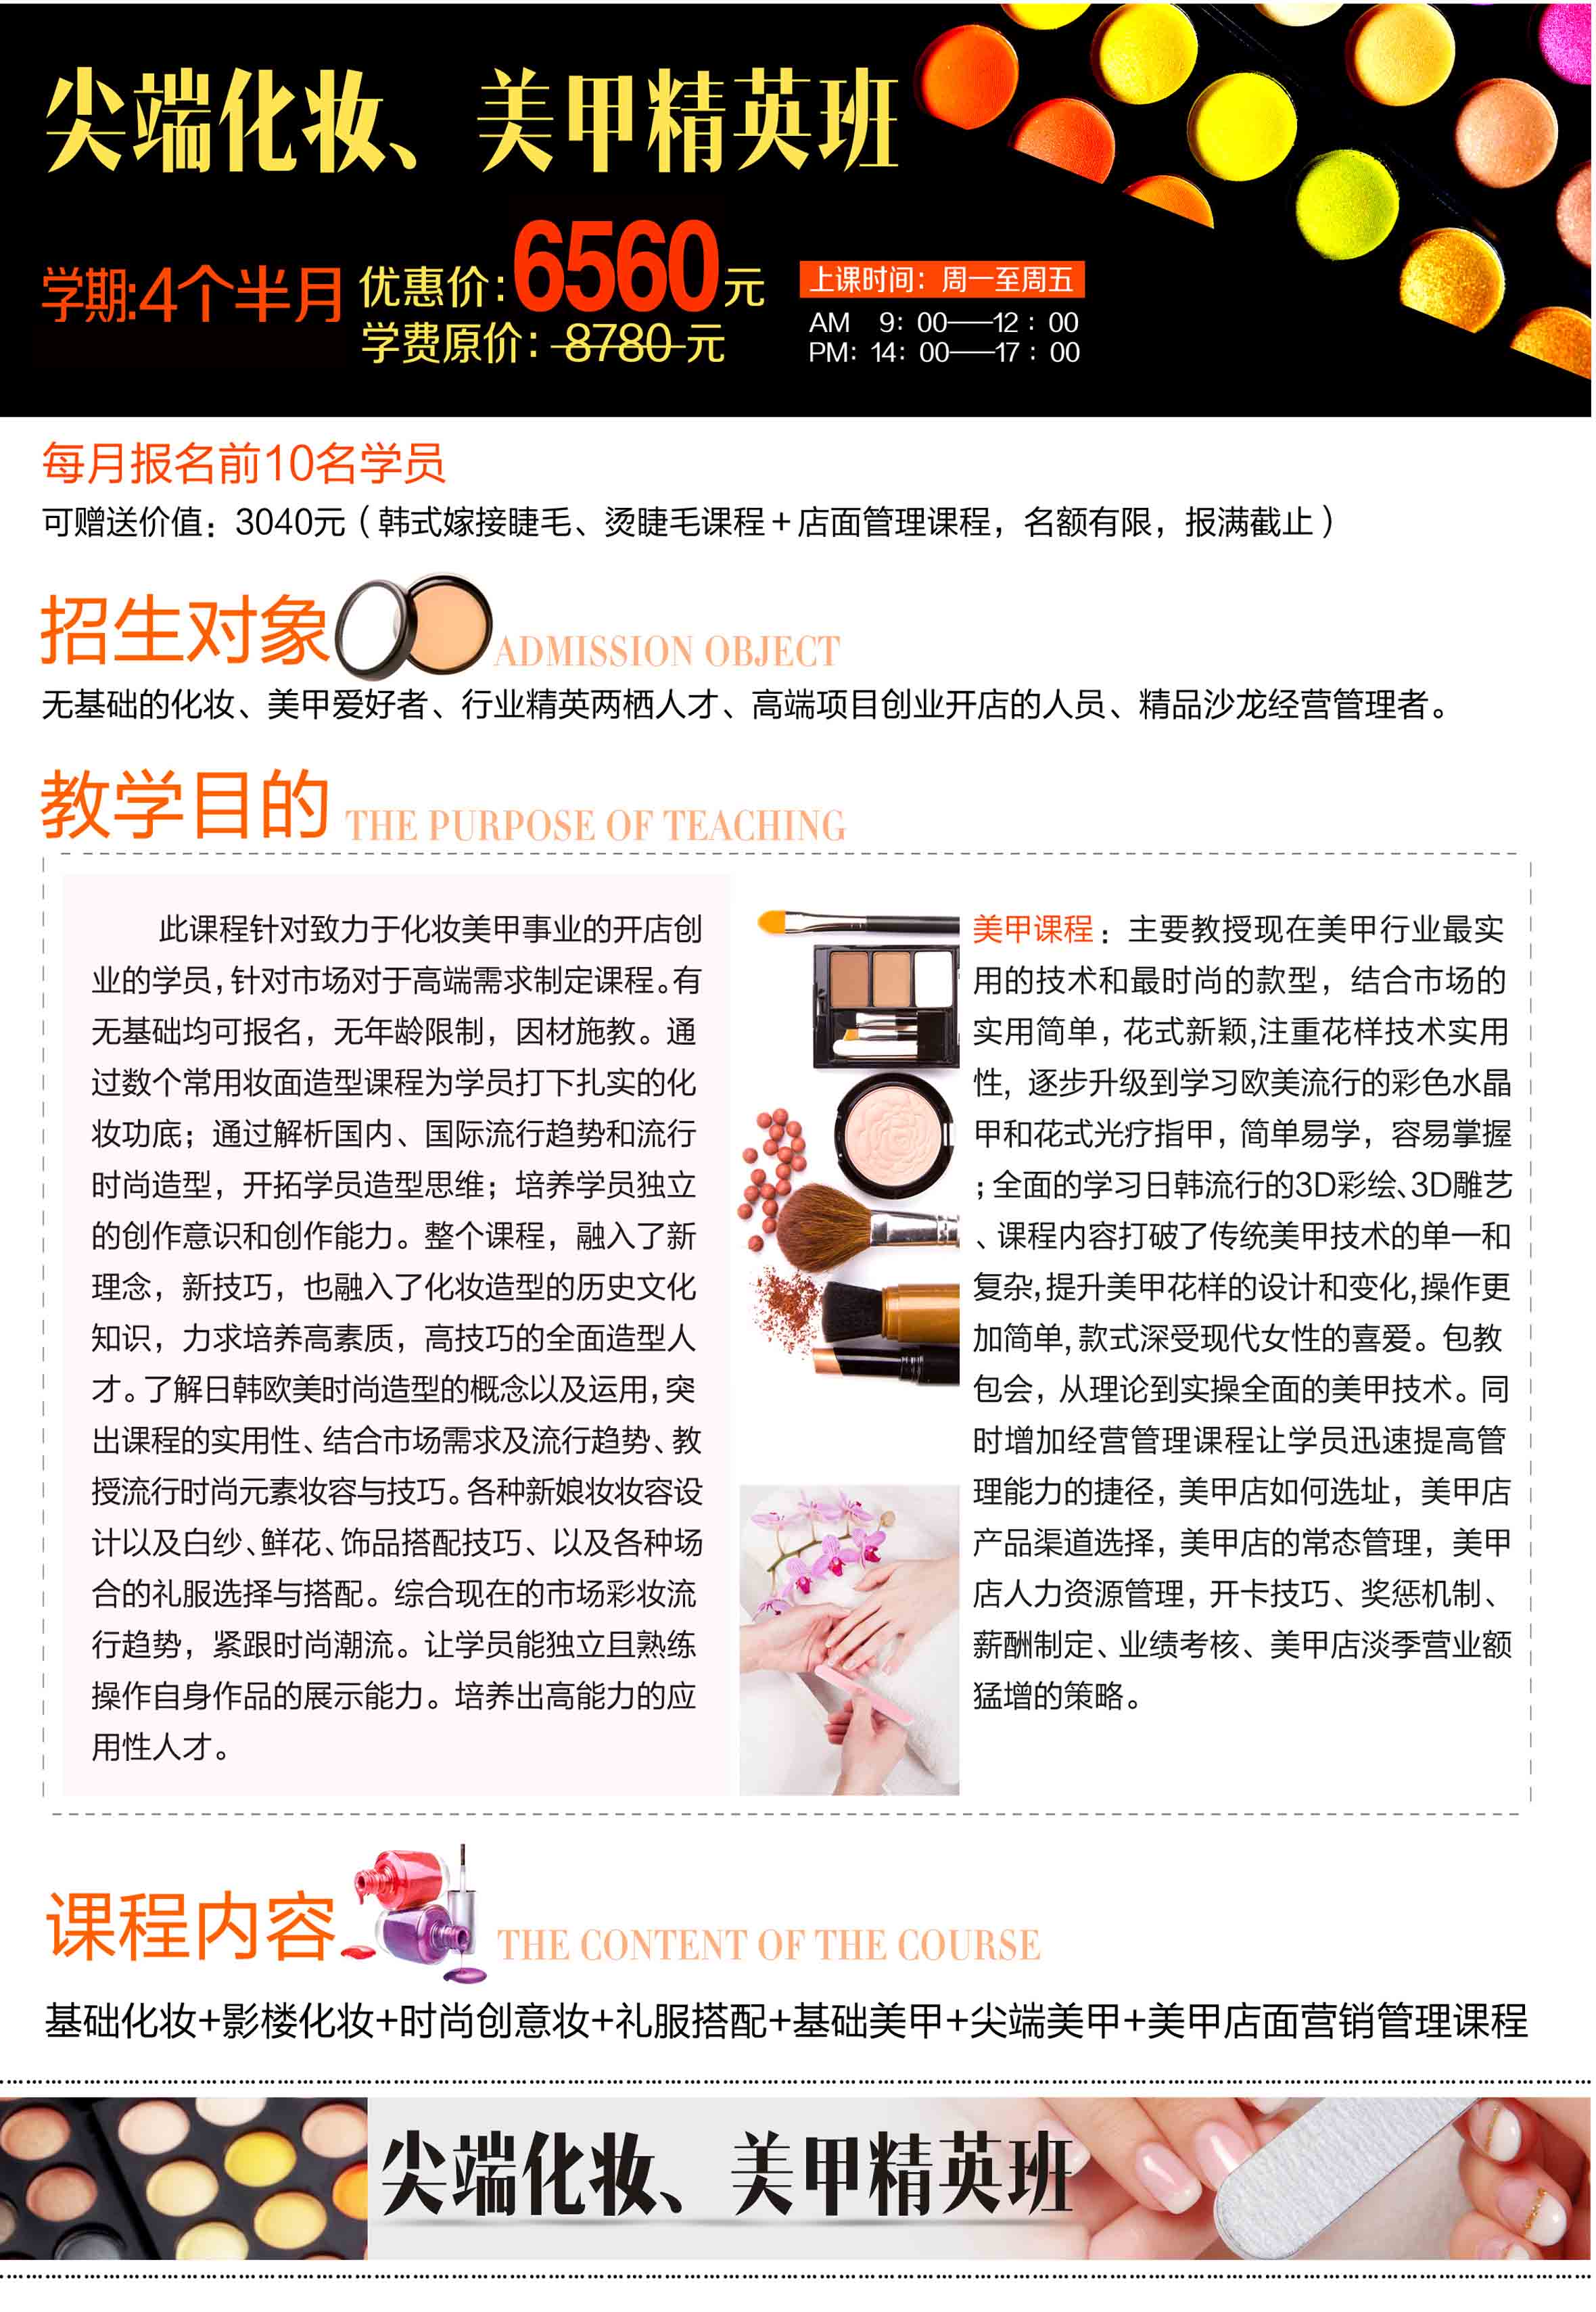 尖端化妆、美甲精英班
学期:4个半月 优惠价:6560元
学费原价:8780元
上课时间：周一至周五
AM 9：00——12：00
PM: 14：00——17：00
每月报名前10名学员
可赠送价值：3040元（韩式嫁接睫毛、烫睫毛课程+店面管理课程，名额有限，报满截止）
招生对象 ADMISSION OBJECT
无基础的化妆、美甲爱好者、行业精英两栖人才、高端项目创业开店的人员、精品沙龙经营管理者。
教学目的 THE PURPOSE OF TEACHING
此课程针对致力于化妆美甲事业的开店创
业的学员,针对市场对于高端需求制定课程。有
无基础均可报名，无年龄限制，因材施教。通
过数个常用妆面造型课程为学员打下扎实的化
妆功底；通过解析国内、国际流行趋势和流行
时尚造型，开拓学员造型思维；培养学员独立
的创作意识和创作能力。整个课程，融入了新
理念，新技巧，也融入了化妆造型的历史文化
知识，力求培养高素质，高技巧的全面造型人
才。了解日韩欧美时尚造型的概念以及运用,突
出课程的实用性、结合市场需求及流行趋势、教
授流行时尚元素妆容与技巧。各种新娘妆妆容设
计以及白纱、鲜花、饰品搭配技巧、以及各种场
合的礼服选择与搭配。综合现在的市场彩妆流
行趋势，紧跟时尚潮流。让学员能独立且熟练
操作自身作品的展示能力。培养出高能力的应
用性人才。
美甲课程：主要教授现在美甲行业最实
用的技术和最时尚的款型，结合市场的
实用简单，花式新颖,注重花样技术实用
性，逐步升级到学习欧美流行的彩色水晶
甲和花式光疗指甲，简单易学，容易掌握
；全面的学习日韩流行的3D彩绘、3D雕艺
、课程内容打破了传统美甲技术的单一和
复杂,提升美甲花样的设计和变化,操作更
加简单,款式深受现代女性的喜爱。包教
包会，从理论到实操全面的美甲技术。同
时增加经营管理课程让学员迅速提高管
理能力的捷径，美甲店如何选址，美甲店
产品渠道选择，美甲店的常态管理，美甲
店人力资源管理，开卡技巧、奖惩机制、
薪酬制定、业绩考核、美甲店淡季营业额
猛增的策略。
课程内容 THE CONTENT OF THE COURSE
基础化妆+影楼化妆+时尚创意妆+礼服搭配+基础美甲+尖端美甲+美甲店面营销管理课程
尖端化妆、美甲精英班